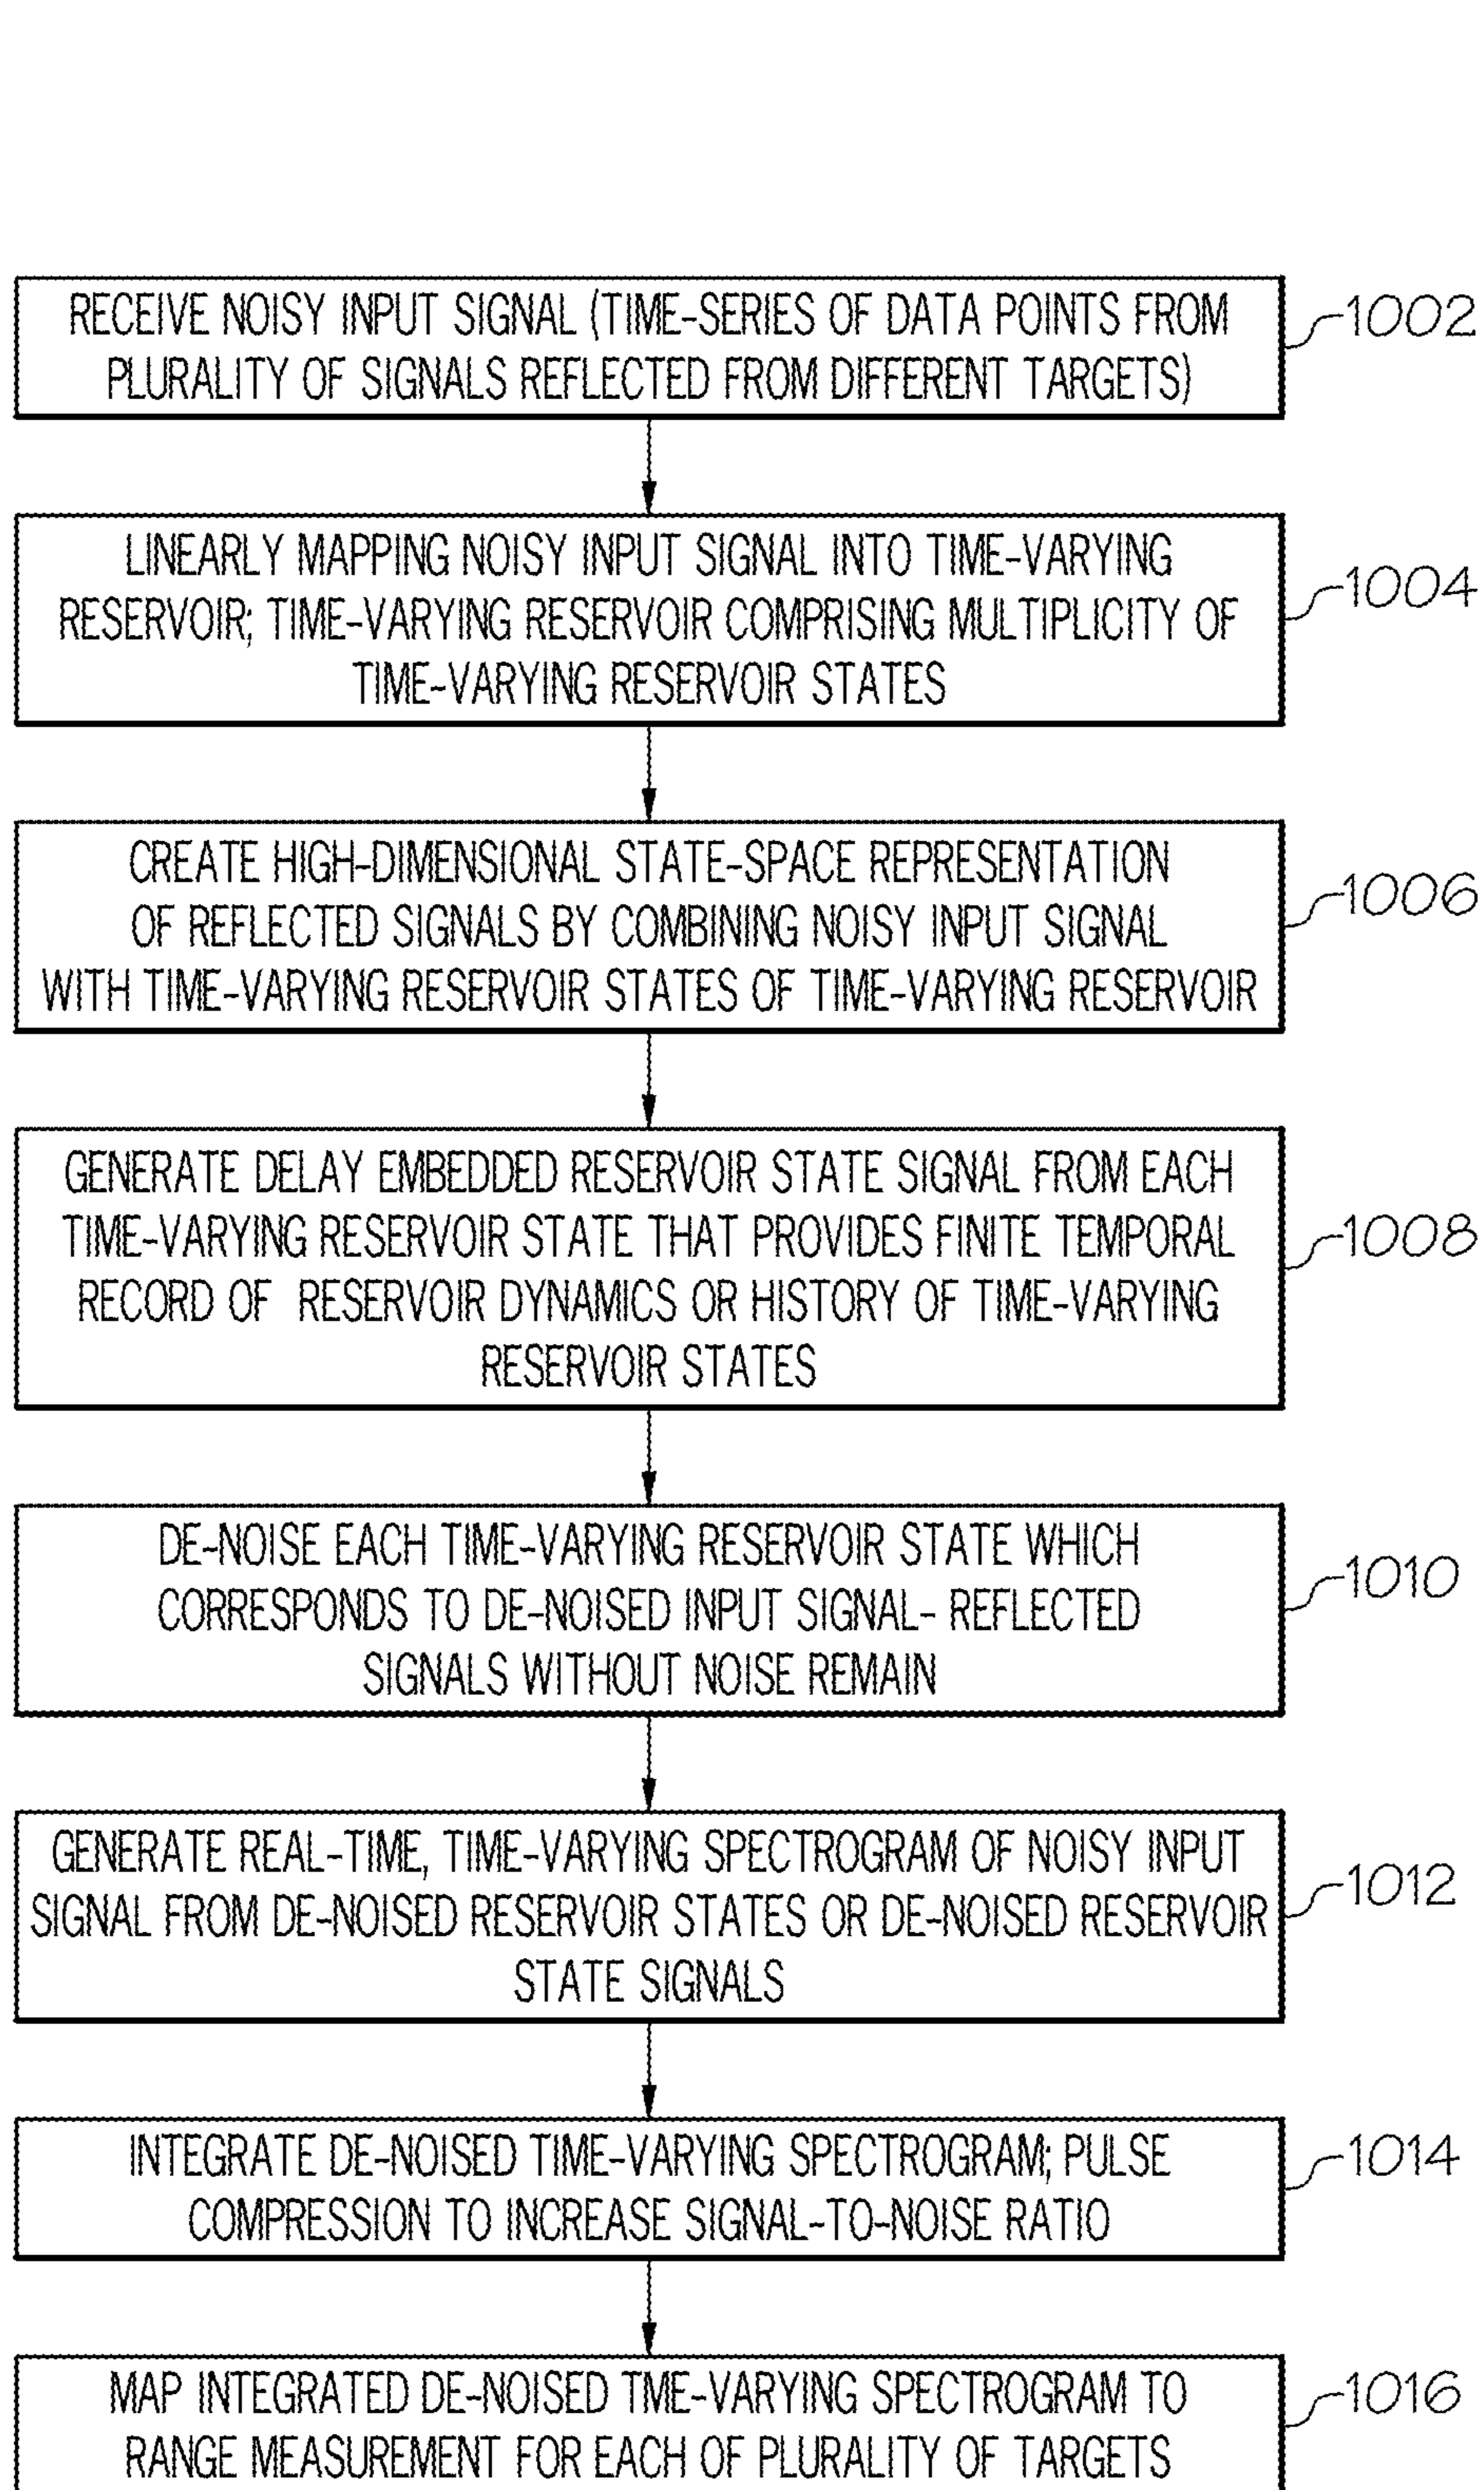 RECEIVE NOISY INPUT SIGNAL (TIME-SERIES OF DATA POINTS FROM
PLURALITY OF SIGNALS REFLECTED FROM DIFFERENT TARGETS)
1002
LINEARLY MAPPING NOISY INPUT SIGNAL INTO TIME-VARYING
RESERVOIR; TIME-VARYING RESERVOIR COMPRISING MULTIPLICITY OF
TIME-VARYING RESERVOIR STATES
1004
CREATE HIGH-DIMENSIONAL STATE-SPACE REPRESENTATION
OF REFLECTED SIGNALS BY COMBINING NOISY INPUT SIGNAL
WITH TIME-VARYING RESERVOIR STATES OF TIME-VARYING RESERVOIR
1006
GENERATE DELAY EMBEDDED RESERVOIR STATE SIGNAL FROM EACH
TIME-VARYING RESERVOIR STATE THAT PROVIDES FINITE TEMPORAL
RECORD OF RESERVOIR DYNAMICS OR HISTORY OF TIME-VARYING
RESERVOIR STATES
1008
DE-NOISE EACH TIME-VARYING RESERVOIR STATE WHICH
CORRESPONDS TO DE-NOISED INPUT SIGNAL- REFLECTED
SIGNALS WITHOUT NOISE REMAIN
1010
GENERATE REAL-TIME, TIME-VARYING SPECTROGRAM OF NOISY INPUT
SIGNAL FROM DE-NOISED RESERVOIR STATES OR DE-NOISED RESERVOIR
STATE SIGNALS
1012
INTEGRATE DE-NOISED TIME-VARYING SPECTROGRAM; PULSE
COMPRESSION TO INCREASE SIGNAL-TO-NOISE RATIO
1014
MAP INTEGRATED DE-NOISED TME-VARYING SPECTROGRAM TO
RANGE MEASUREMENT FOR EACH OF PLURALITY OF TARGETS
1016